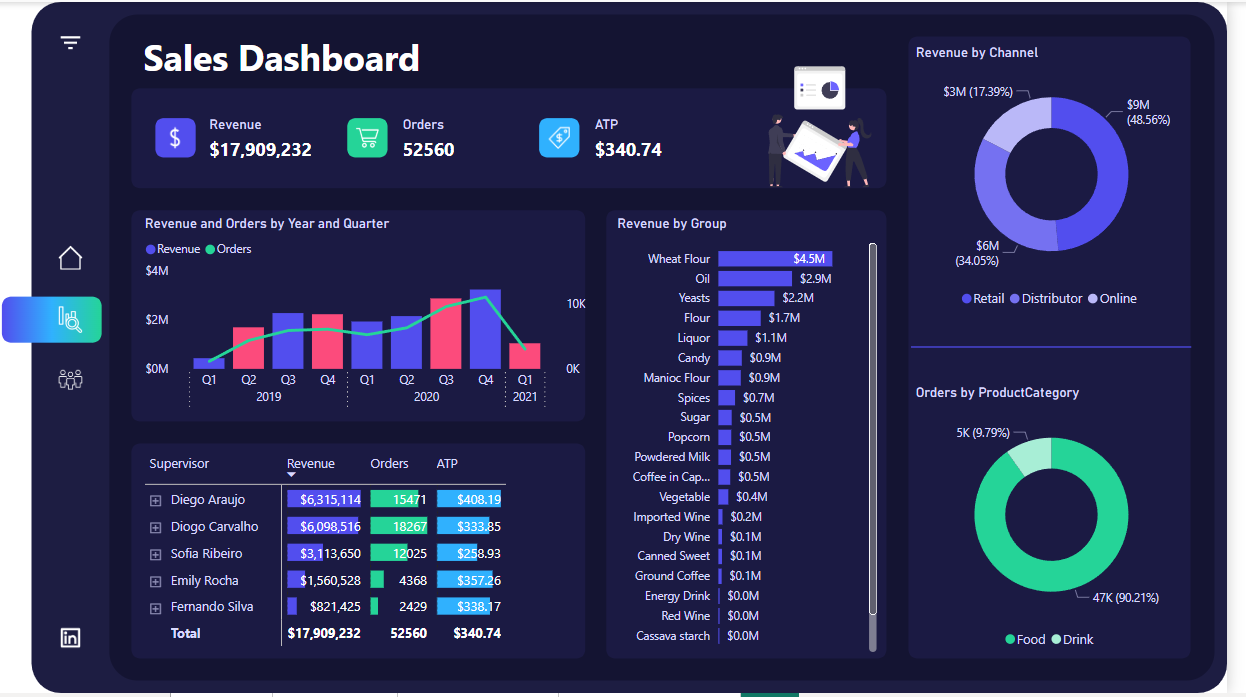 Sales Dashboard
Revenue
$17,909,232
Orders
52560
ATP
$340.74
Revenue and Orders by Year and Quarter
Revenue Orders
$4M
$2M
$0M
10K
0K
Q1 Q2 Q3 Q4 Q1 Q2 Q3 Q4 Q1
2019 2020 2021
Supervisor Revenue Orders ATP
Diego Araujo $6,315,114 15471 $408.19
Diogo Carvalho $6,098,516 18267 $333.85
Sofia Ribeiro $3,113,650 12025 $258.93
Emily Rocha $1,560,528 4368 $357.26
Fernando Silva $821,425 2429 $338.17
Total $17,909,232 52560 $340.74
Revenue by Group
Wheat Flour $4.5M
Oil $2.9M
Yeasts $2.2M
Flour $1.7M
Liquor $1.1M
Candy $0.9M
Manioc Flour $0.9M
Spices $0.7M
Sugar $0.5M
Popcorn $0.5M
Powdered Milk $0.5M
Coffee in Cap... $0.5M
Vegetable $0.4M
Imported Wine $0.2M
Dry Wine $0.1M
Canned Sweet $0.1M
Ground Coffee $0.1M
Energy Drink $0.0M
Red Wine $0.0M
Cassava starch $0.0M
Revenue by Channel
$3M (17.39%)
$9M
(48.56%)
$6M
(34.05%)
Retail Distributor Online
Orders by ProductCategory
5K (9.79%)
47K (90.21%)
Food Drink
in